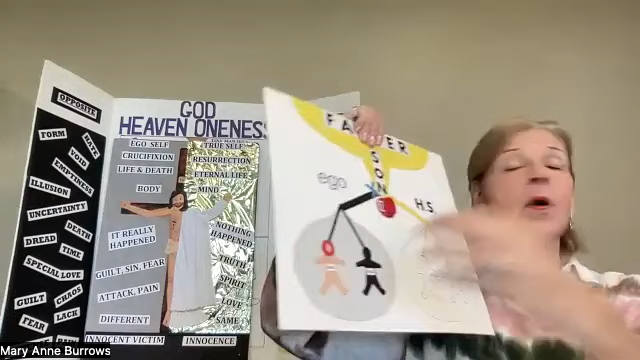 OPPOSITE
FORM
HATE
VOID
EMPTINESS
ILLUSION
UNCERTAINTY
DEATH
DREAD
TIME
SPECIAL LOVE
GUILT
CHAOS
LACK
FEAR
GOD
HEAVEN ONENESS
EGO SELF
CRUCIFIXION
LIFE & DEATH
BODY
IT REALLY
HAPPENED
GUILT, SIN, FEAR
ATTACK, PAIN
DIFFERENT
INNOCENT VICTIM
TRUE SELF
RESURRECTION
ETERNAL LIFE
MIND
NOTHING
HAPPENED
TRUTH
SPIRIT
LOVE
SAME
INNOCENCE
FA ER
SON
ego
H.S
Mary Anne Burrows